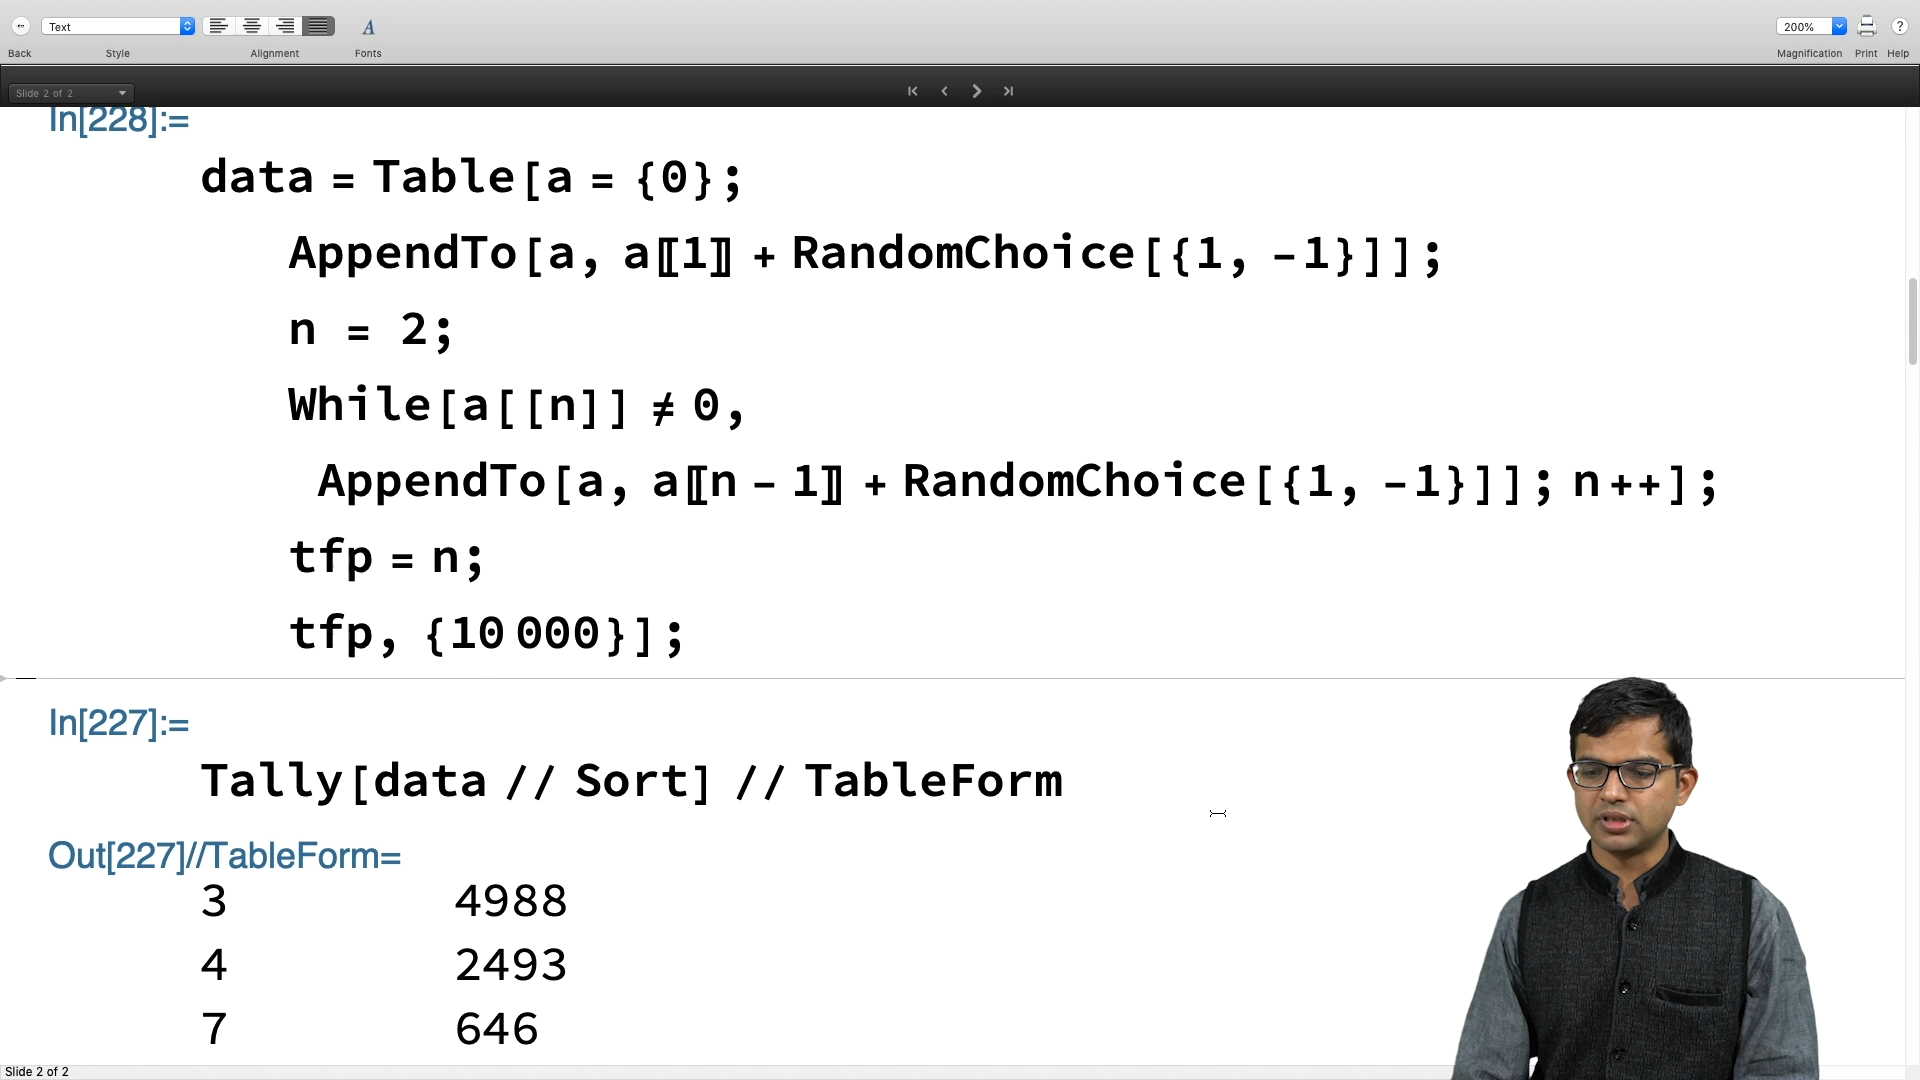 Text
200%
Back Style Alignment Fonts Magnification Print Help
Slide 2 of 2
In[228]:=
data = Table[a = {0};
AppendTo[a, a〚1〛 + RandomChoice[{1, -1}]];
n = 2;
While[a[[n]] ≠ 0,
AppendTo[a, a〚n - 1〛 + RandomChoice[{1, -1}]]; n++];
tfp = n;
tfp, {10 000}];
In[227]:=
Tally[data // Sort] // TableForm
Out[227]//TableForm=
3 4988
4 2493
7 646
Slide 2 of 2